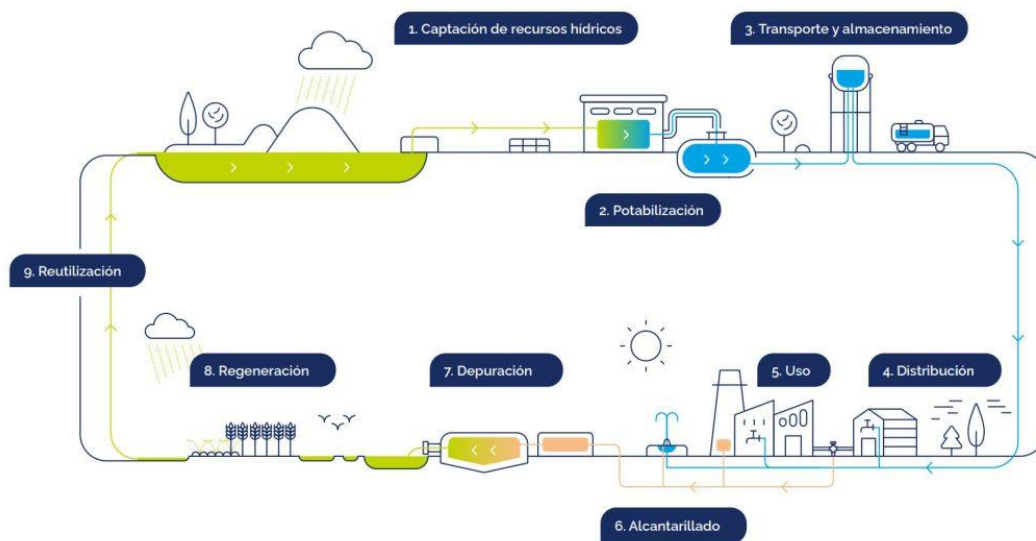 1. Captación de recursos hídricos
2. Potabilización
3. Transporte y almacenamiento
4. Distribución
5. Uso
6. Alcantarillado
7. Depuración
8. Regeneración
9. Reutilización